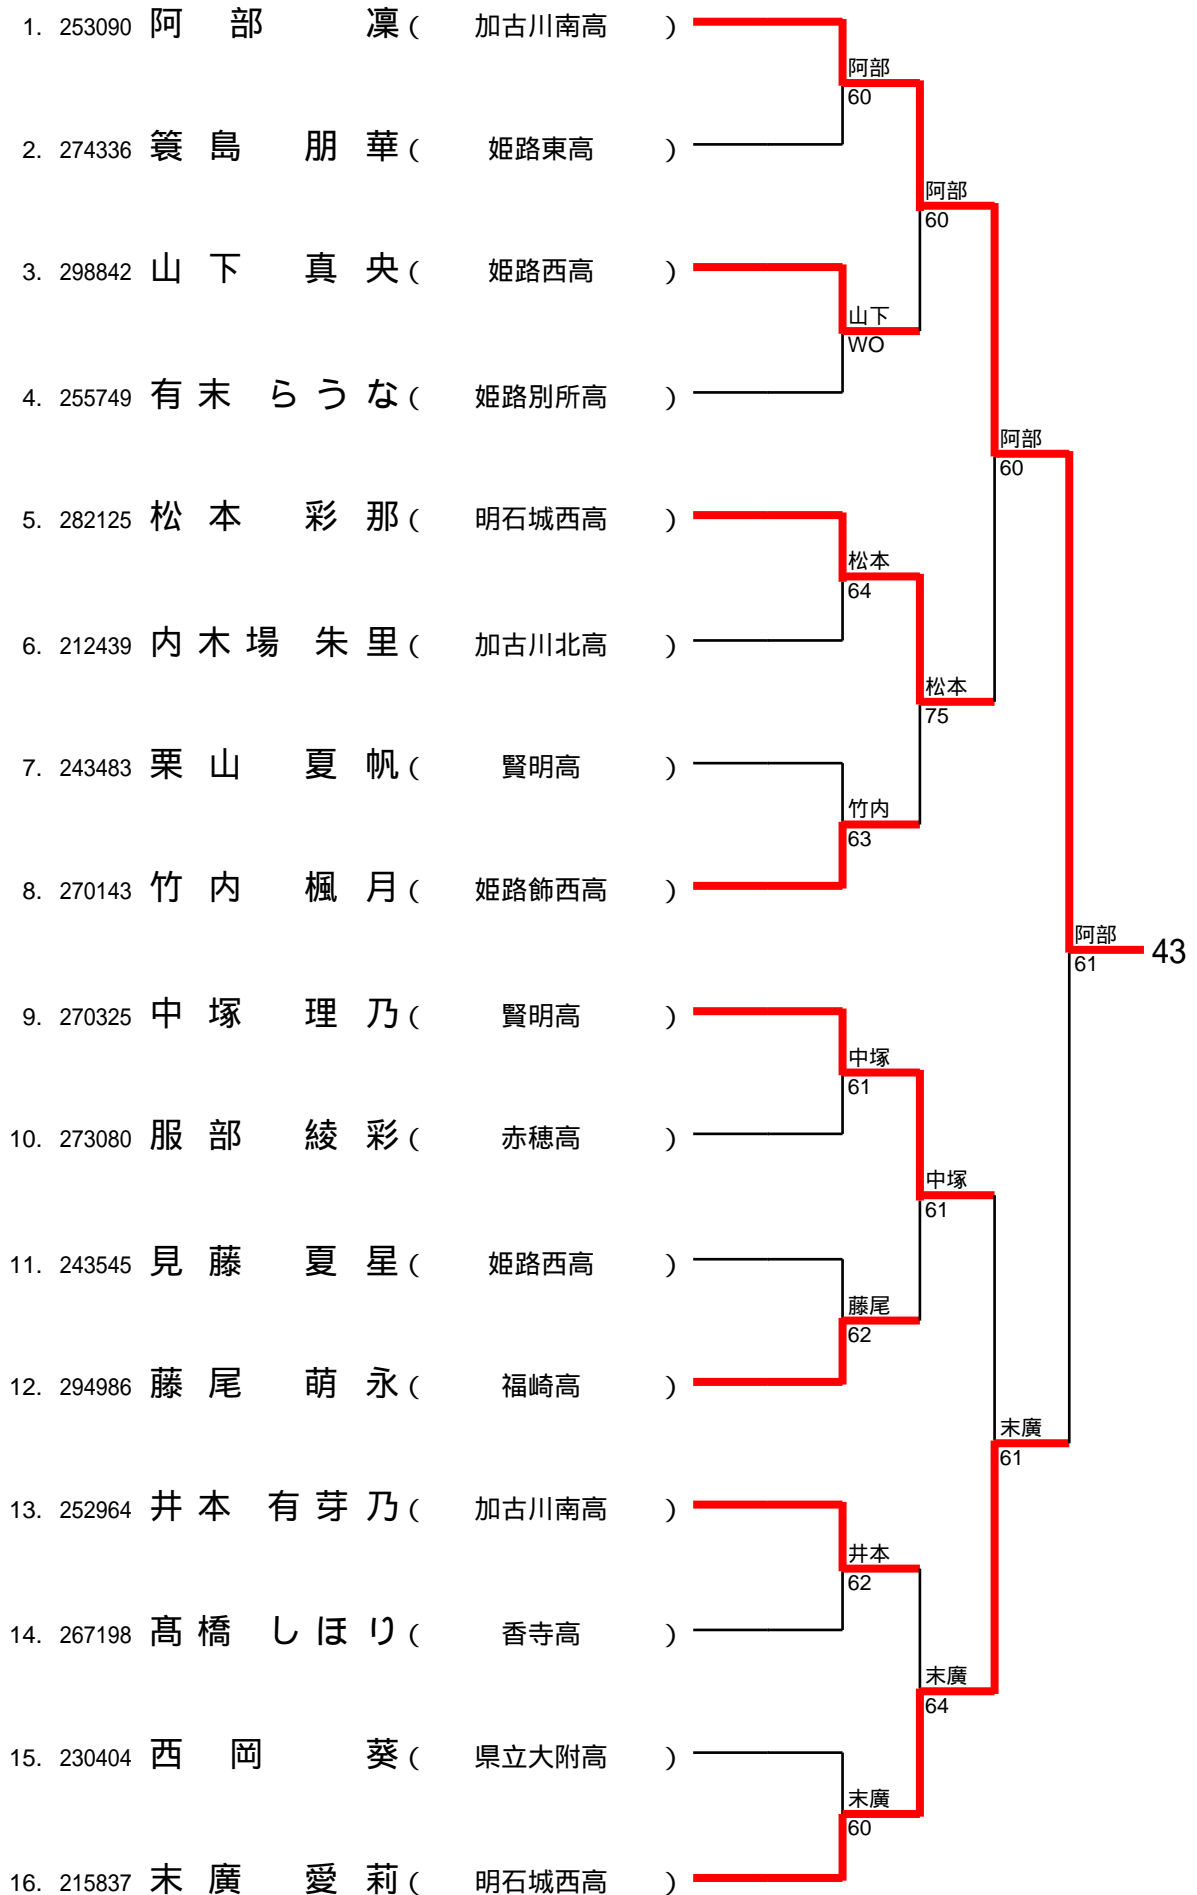 1. 253090 阿部 凜 ( 加古川南高 )
阿部
60
2. 274336 簑島 朋華 ( 姫路東高 )
阿部
60
3. 298842 山下 真央 ( 姫路西高 )
山下
WO
4. 255749 有末 らうな ( 姫路別所高 )
阿部
60
5. 282125 松本 彩那 ( 明石城西高 )
松本
64
6. 212439 内木場 朱里 ( 加古川北高 )
松本
75
7. 243483 栗山 夏帆 ( 賢明高 )
竹内
63
8. 270143 竹内 楓月 ( 姫路飾西高 )
阿部
61
43
9. 270325 中塚 理乃 ( 賢明高 )
中塚
61
10. 273080 服部 綾彩 ( 赤穂高 )
中塚
61
11. 243545 見藤 夏星 ( 姫路西高 )
藤尾
62
12. 294986 藤尾 萌永 ( 福崎高 )
末廣
61
13. 252964 井本 有芽乃 ( 加古川南高 )
井本
62
14. 267198 髙橋 しほり ( 香寺高 )
末廣
64
15. 230404 西岡 葵 ( 県立大附高 )
末廣
60
16. 215837 末廣 愛莉 ( 明石城西高 )